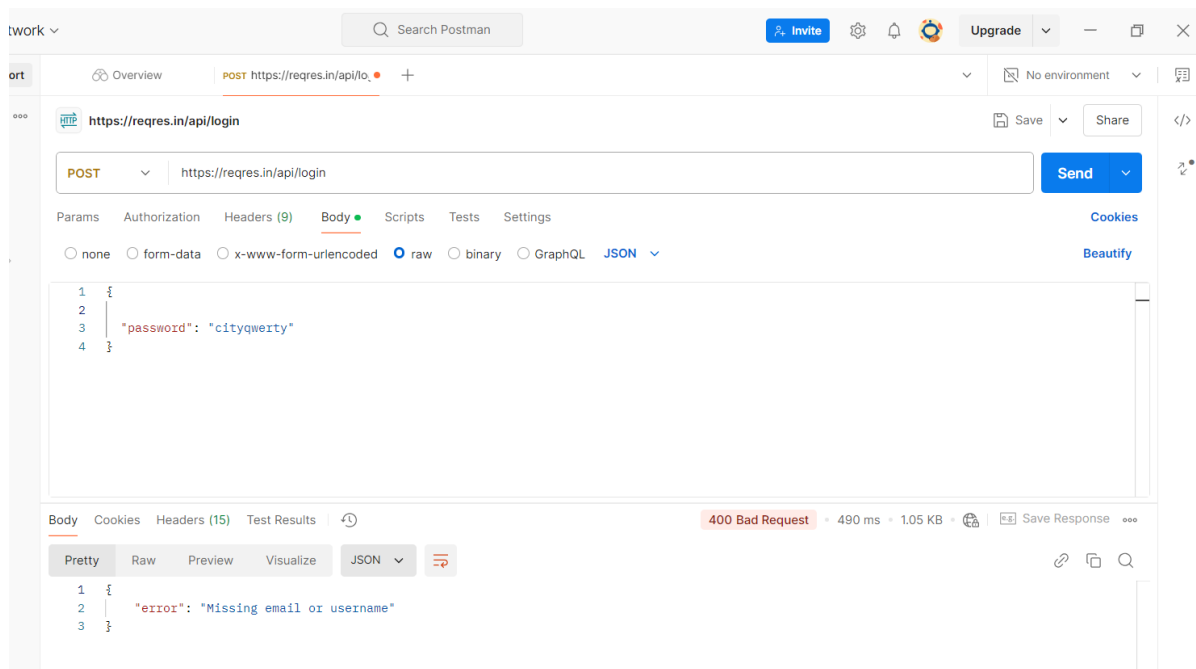 twork
Search Postman
Invite
Upgrade
ort
Overview
POST https://reqres.in/api/lo
No environment
HTTP https://reqres.in/api/login
Save
Share
POST
https://reqres.in/api/login
Send
Params Authorization Headers (9) Body Scripts Tests Settings
Cookies
none form-data x-www-form-urlencoded raw binary GraphQL JSON
Beautify
1 {
2
3 "password": "cityqwerty"
4 }
Body Cookies Headers (15) Test Results
400 Bad Request 490 ms 1.05 KB e.g. Save Response
Pretty Raw Preview Visualize JSON
1 {
2 "error": "Missing email or username"
3 }